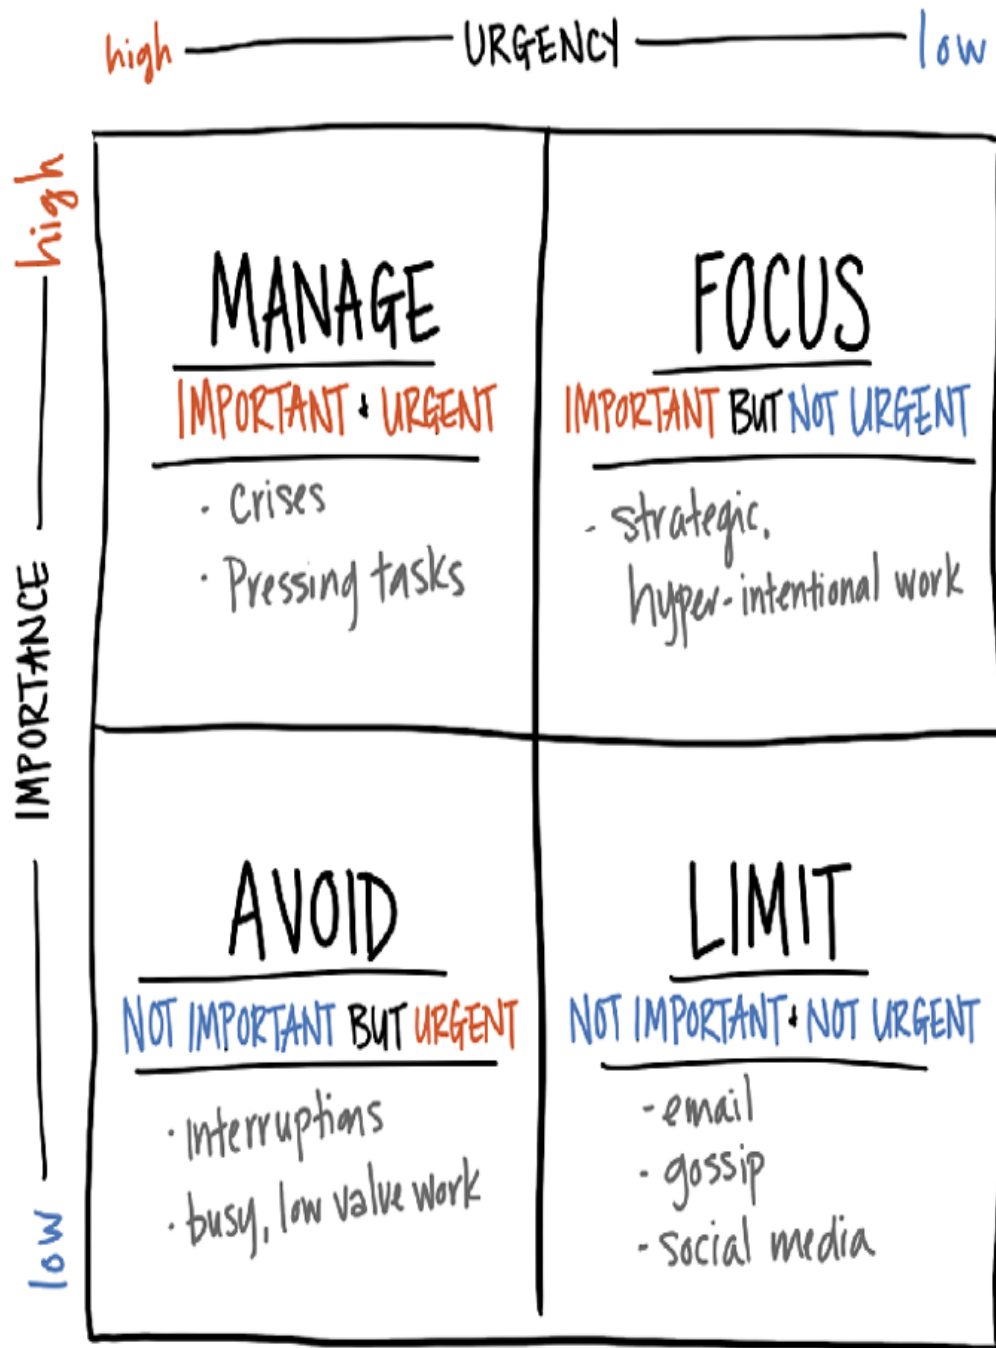 high URGENCY low
high
IMPORTANCE
low
MANAGE
IMPORTANT & URGENT
· Crises
· Pressing tasks
FOCUS
IMPORTANT BUT NOT URGENT
- strategic,
hyper-intentional work
AVOID
NOT IMPORTANT BUT URGENT
· Interruptions
· busy, low value work
LIMIT
NOT IMPORTANT & NOT URGENT
- email
- gossip
- social media